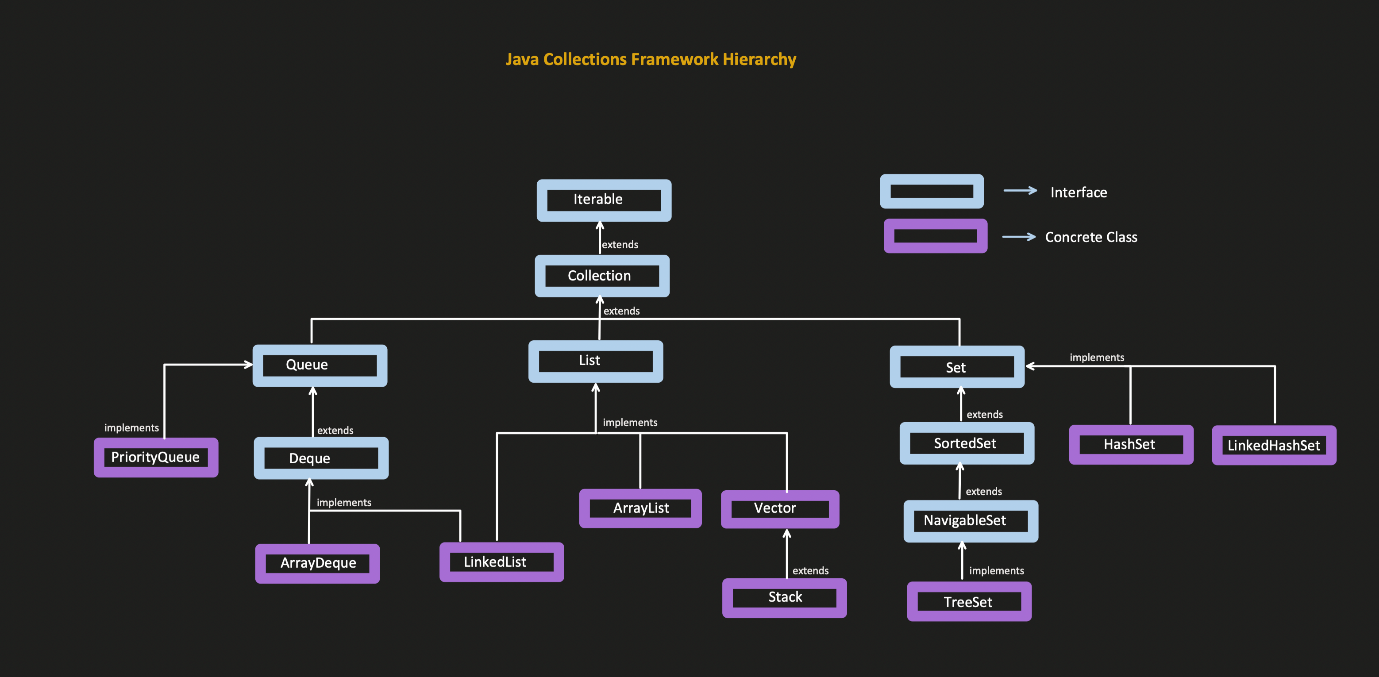 Java Collections Framework Hierarchy
Iterable
Interface
extends
Concrete Class
Collection
extends
Queue
List
Set
implements
implements
extends
Deque
PriorityQueue
implements
extends
SortedSet
HashSet
LinkedHashSet
implements
extends
ArrayList
Vector
NavigableSet
ArrayDeque
LinkedList
extends
Stack
implements
TreeSet